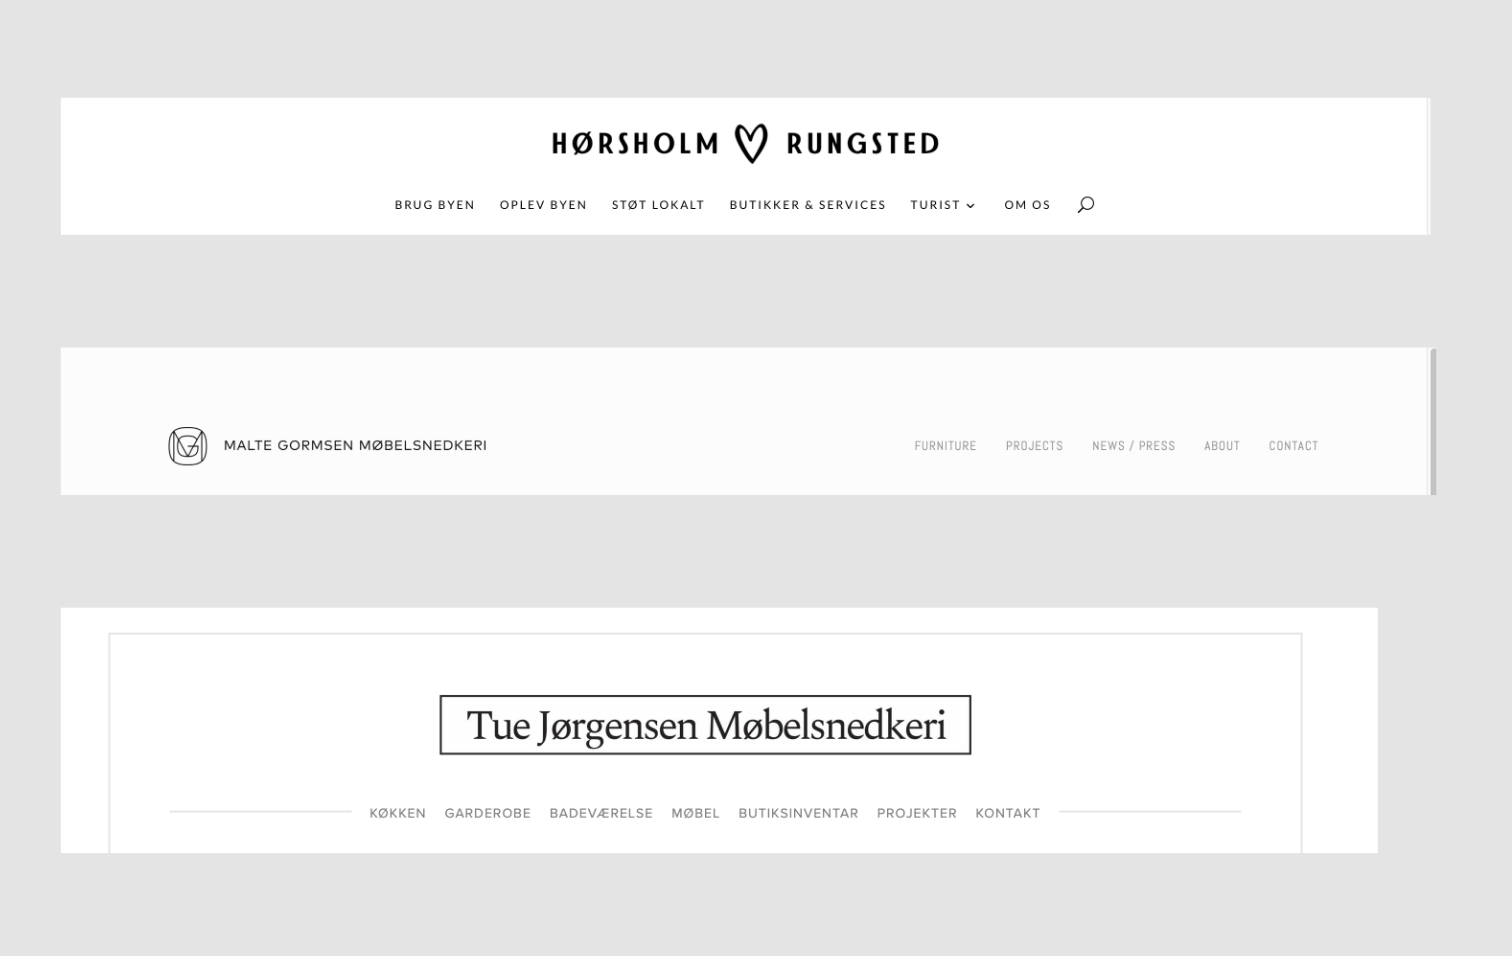 HØRSHOLM RUNGSTED
BRUG BYEN OPLEV BYEN STØT LOKALT BUTIKKER & SERVICES TURIST OM OS
MALTE GORMSEN MØBELSNEDKERI FURNITURE PROJECTS NEWS / PRESS ABOUT CONTACT
Tue Jørgensen Møbelsnedkeri
KØKKEN GARDEROBE BADEVÆRELSE MØBEL BUTIKSINVENTAR PROJEKTER KONTAKT